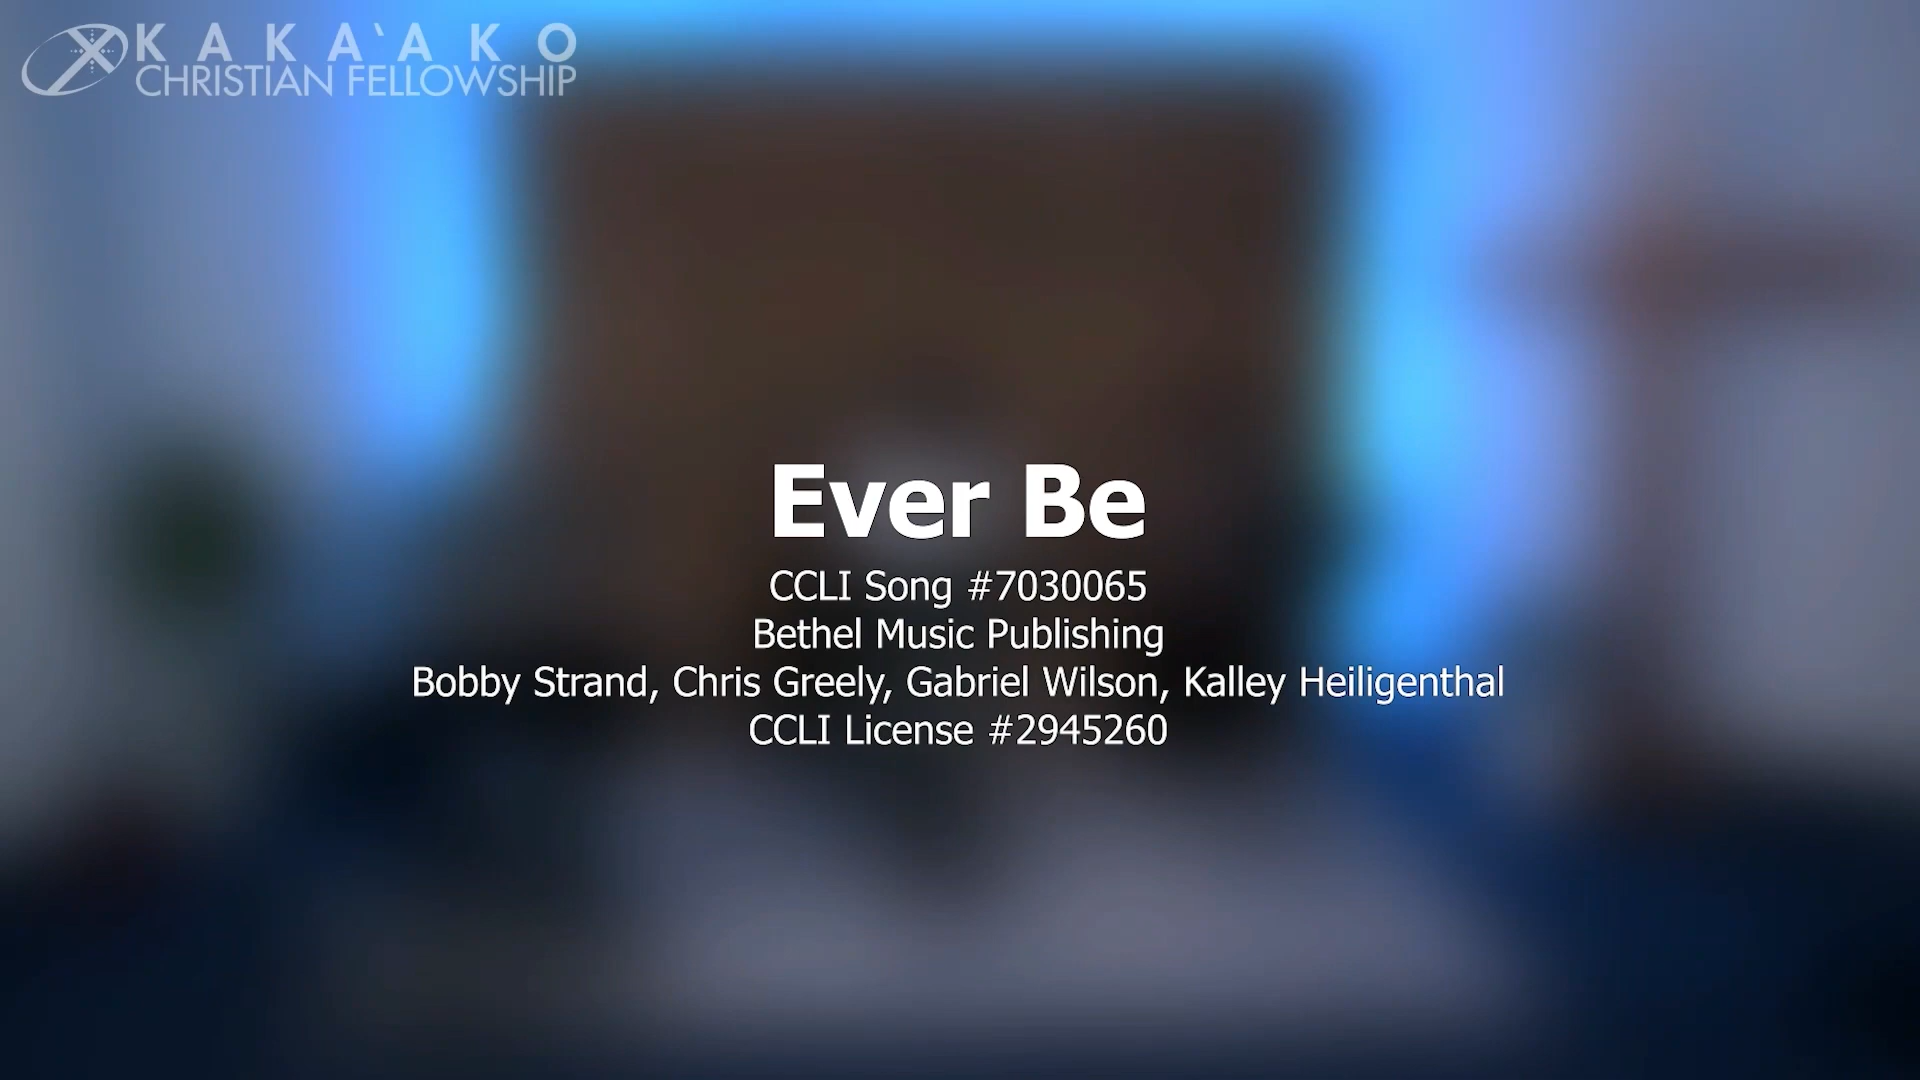 KAKA`AKO
CHRISTIAN FELLOWSHIP
Ever Be
CCLI Song #7030065
Bethel Music Publishing
Bobby Strand, Chris Greely, Gabriel Wilson, Kalley Heiligenthal
CCLI License #2945260